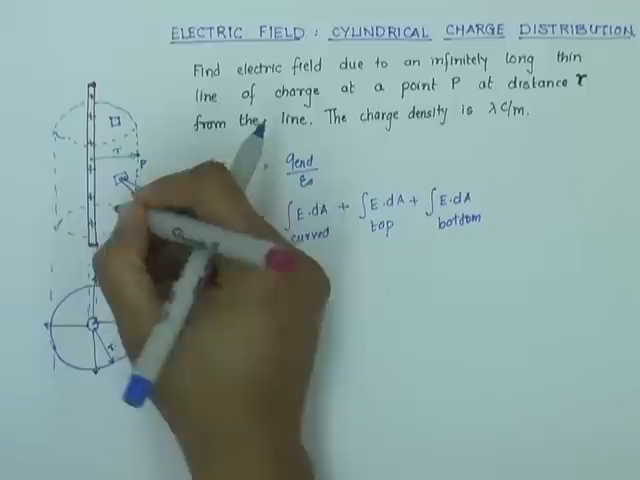 ELECTRIC FIELD : CYLINDRICAL CHARGE DISTRIBUTION
Find electric field due to an infinitely long thin
line of charge at a point P at distance r
from the line. The charge density is λ C/m.
= qend/ε₀
∫E.dA + ∫E.dA + ∫E.dA
curved top bottom
r P
r